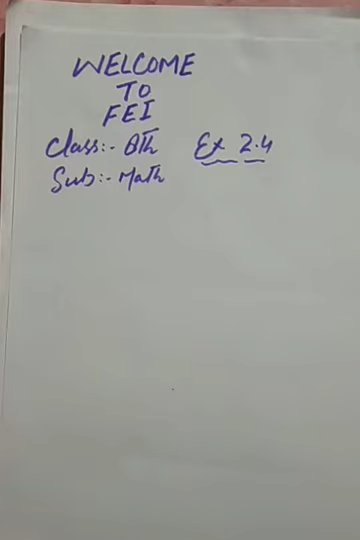 WELCOME
TO
FEI
Class:- 8th Ex 2.4
Sub:- Math